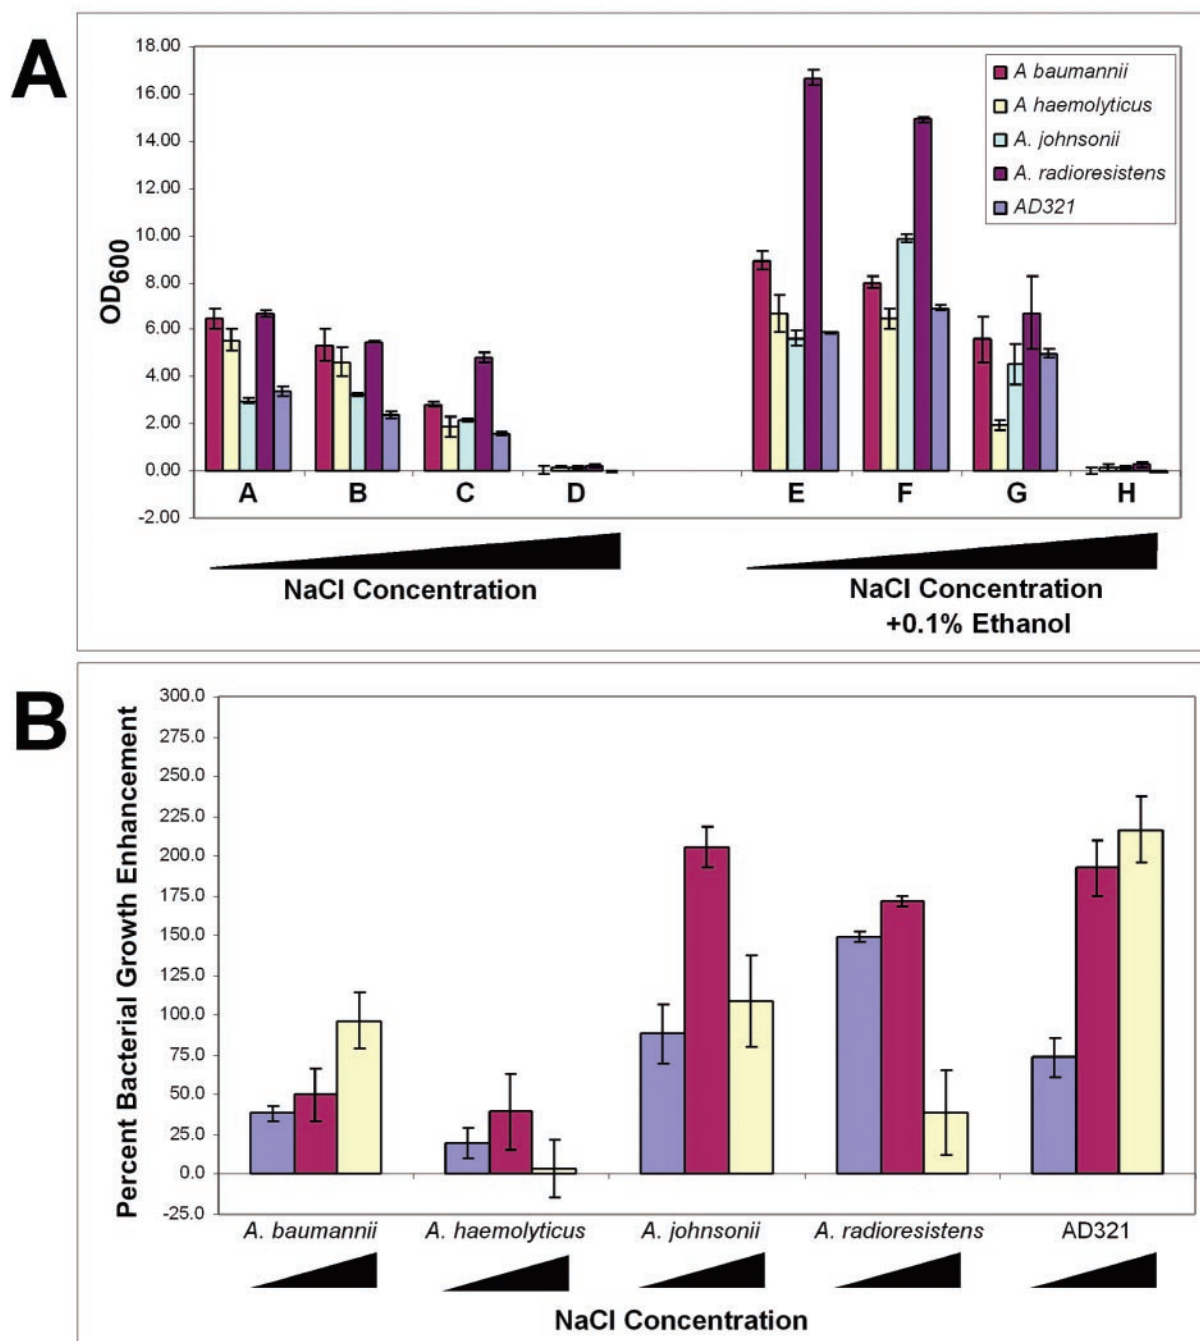 A
18.00
16.00
14.00
12.00
10.00
8.00
6.00
4.00
2.00
0.00
-2.00
OD600
A baumannii
A haemolyticus
A. johnsonii
A. radioresistens
AD321
A B C D E F G H
NaCl Concentration
NaCl Concentration
+0.1% Ethanol
B
300.0
275.0
250.0
225.0
200.0
175.0
150.0
125.0
100.0
75.0
50.0
25.0
0.0
-25.0
Percent Bacterial Growth Enhancement
A. baumannii A. haemolyticus A. johnsonii A. radioresistens AD321
NaCl Concentration